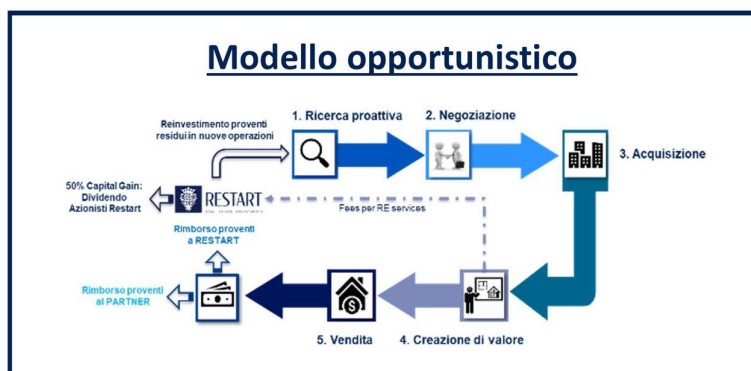 Modello opportunistico
Reinvestimento proventi
residui in nuove operazioni
1. Ricerca proattiva
2. Negoziazione
3. Acquisizione
50% Capital Gain:
Dividendo
Azionisti Restart
RESTART
Fees per RE services
Rimborso proventi
a RESTART
Rimborso proventi
al PARTNER
5. Vendita
4. Creazione di valore